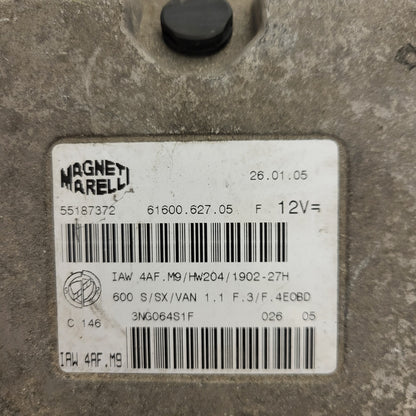 MAGNETI
MARELLI
26.01.05
55187372 61600.627.05 F 12V=
IAW 4AF.M9/HW204/1902-27H
600 S/SX/VAN 1.1 F.3/F.4EOBD
C 146 3NG064S1F 026 05
IAW 4AF.M9